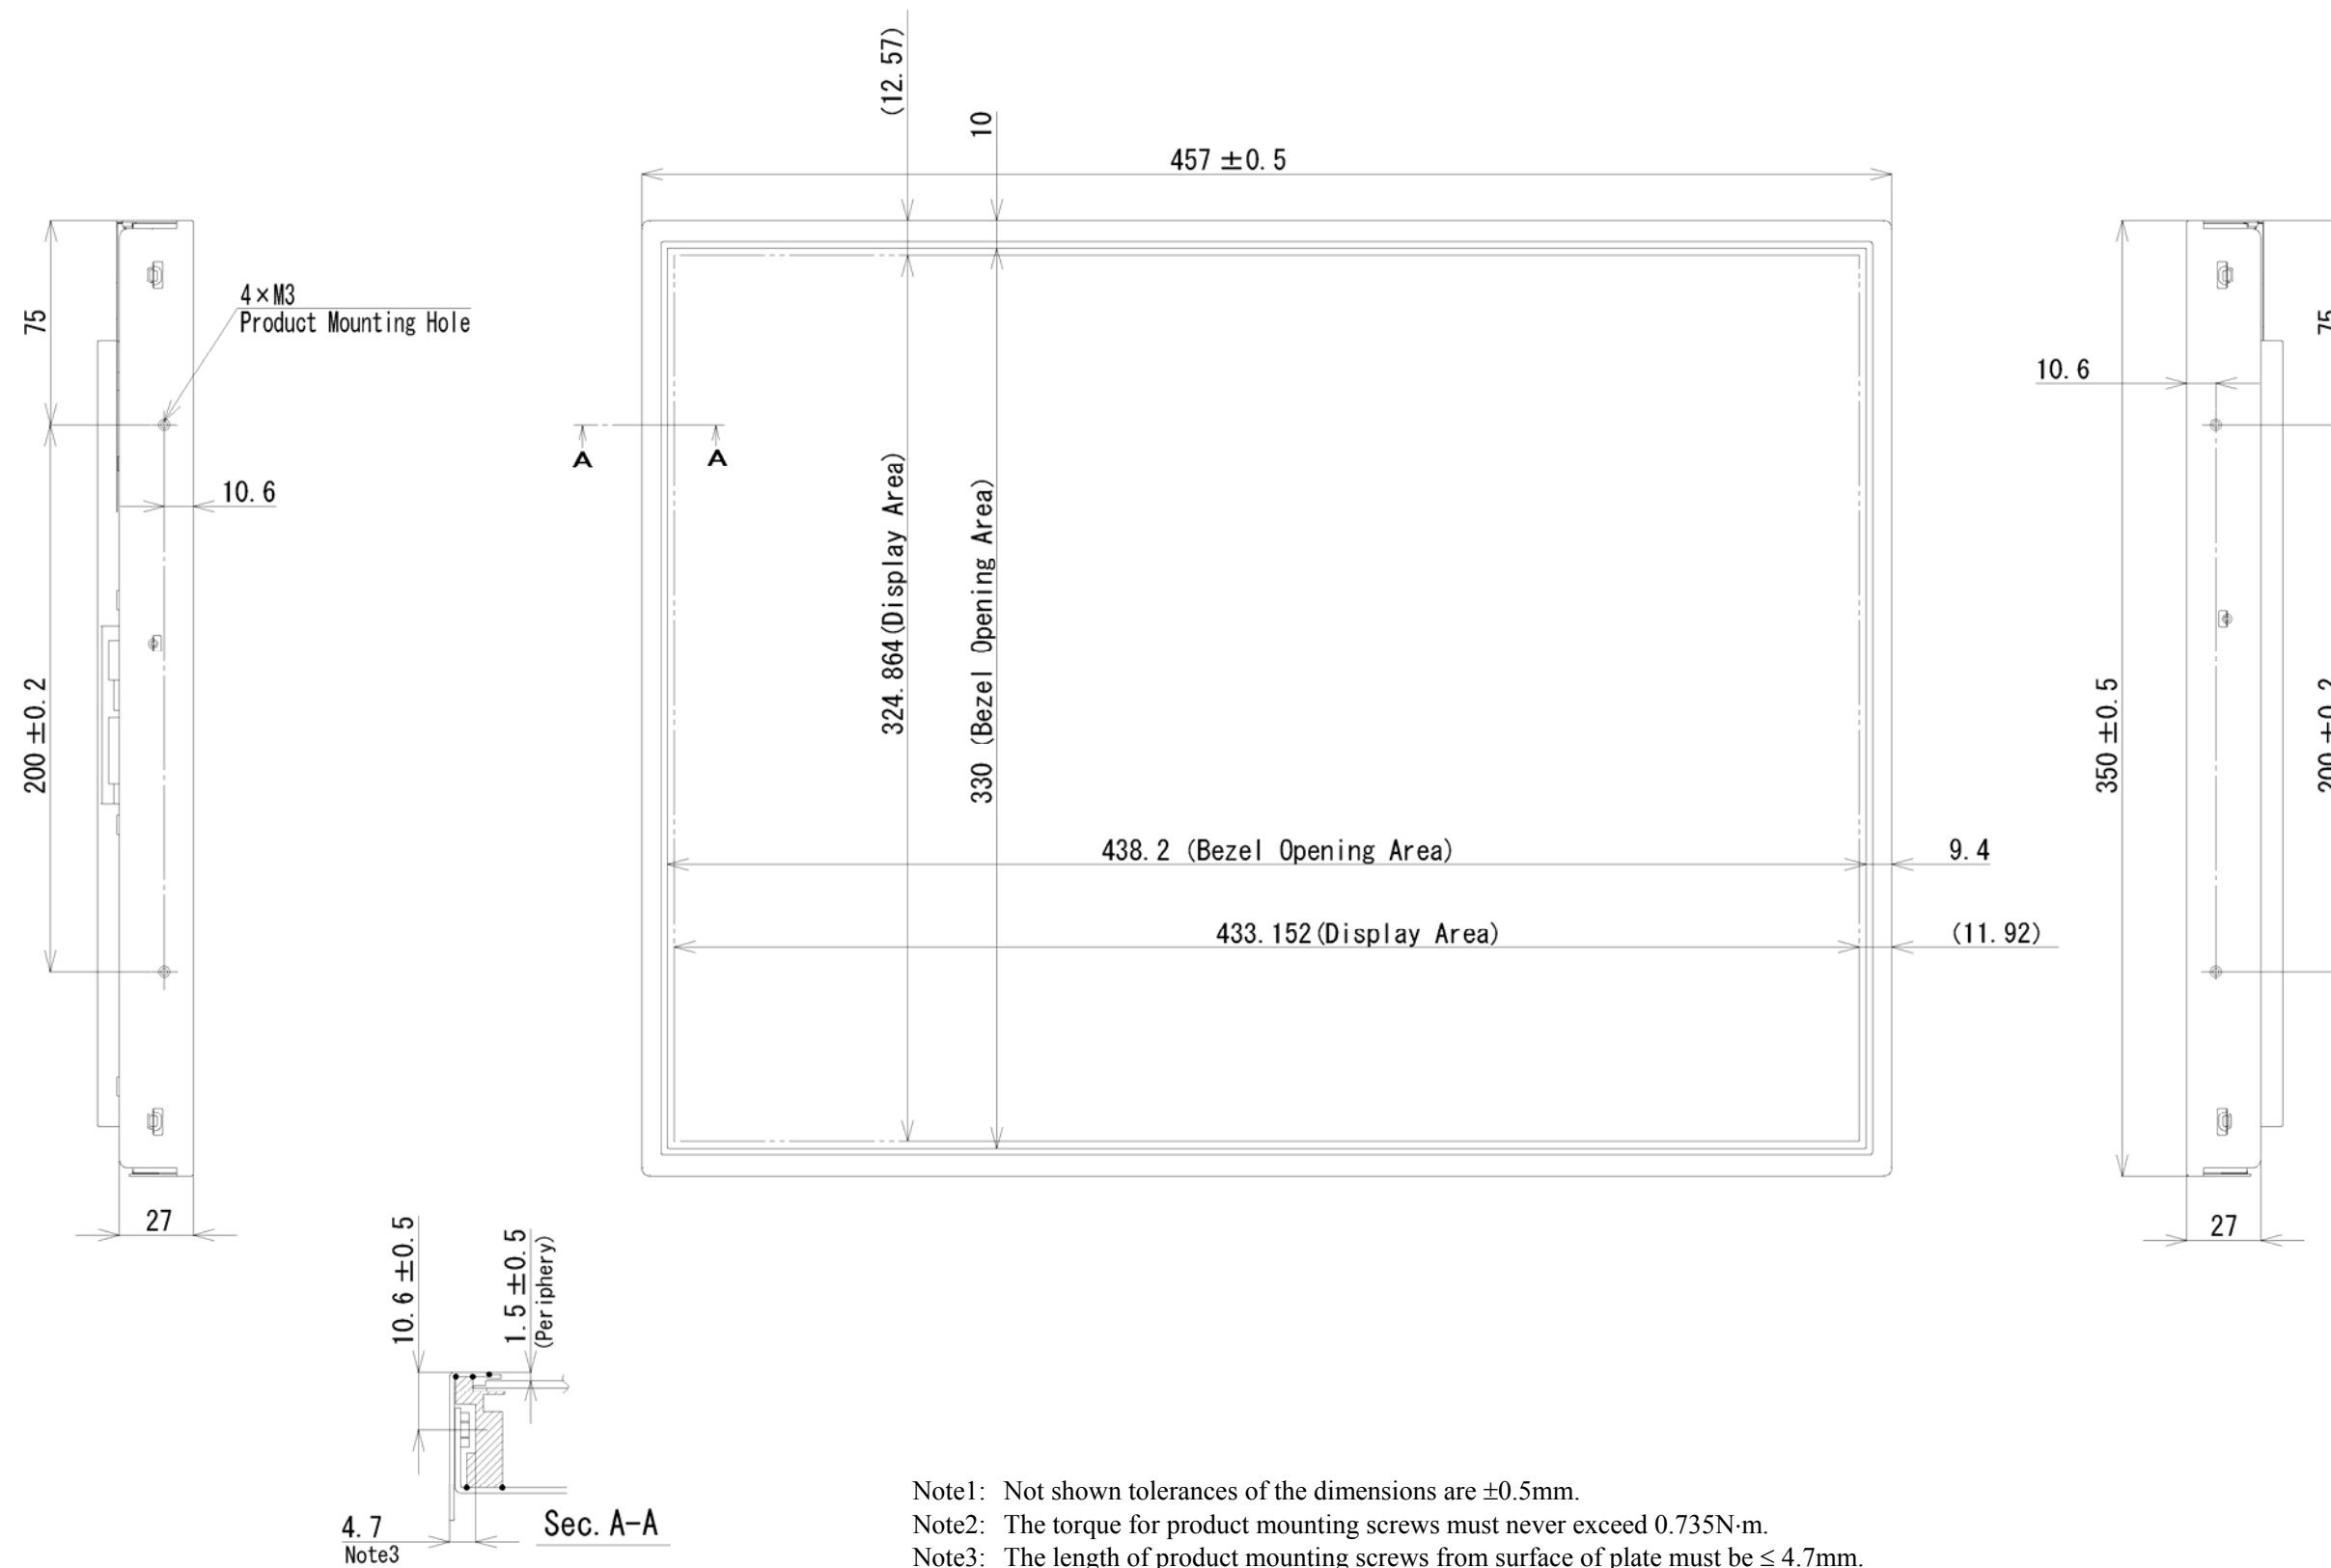 (12.57)
10
457 ±0.5
75
4×M3
Product Mounting Hole
10.6
200 ±0.2
A
A
324.864(Display Area)
330 (Bezel Opening Area)
438.2 (Bezel Opening Area)
9.4
433.152(Display Area)
(11.92)
27
75
10.6
350 ±0.5
200 ±0.2
27
10.6 ±0.5
1.5 ±0.5
(Periphery)
4.7
Note3
Sec. A-A
Note1: Not shown tolerances of the dimensions are ±0.5mm.
Note2: The torque for product mounting screws must never exceed 0.735N·m.
Note3: The length of product mounting screws from surface of plate must be ≤ 4.7mm.